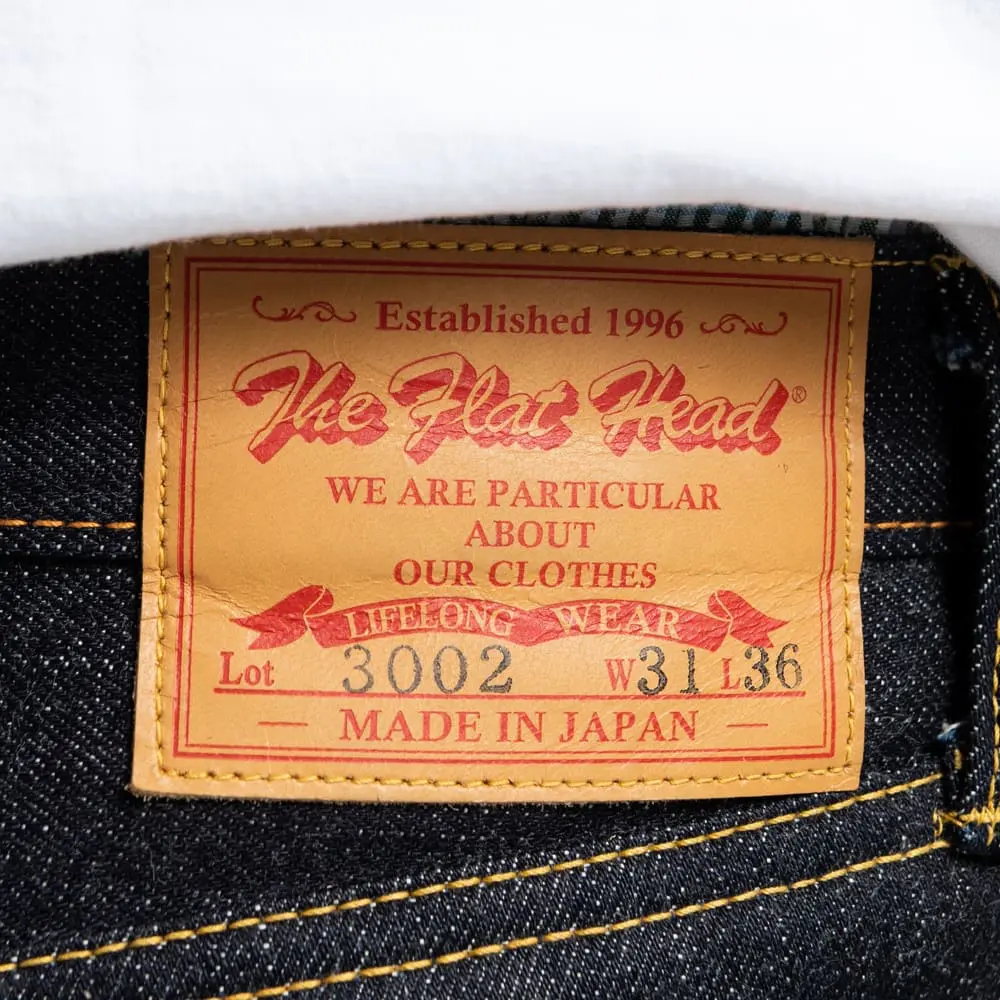 Established 1996
The Flat Head®
WE ARE PARTICULAR
ABOUT
OUR CLOTHES
LIFELONG WEAR
Lot 3002 W31 L36
— MADE IN JAPAN —